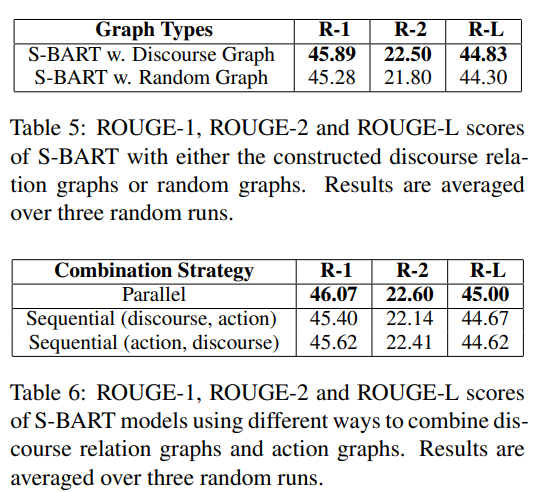 Graph Types R-1 R-2 R-L
S-BART w. Discourse Graph 45.89 22.50 44.83
S-BART w. Random Graph 45.28 21.80 44.30
Table 5: ROUGE-1, ROUGE-2 and ROUGE-L scores
of S-BART with either the constructed discourse rela-
tion graphs or random graphs. Results are averaged
over three random runs.
Combination Strategy R-1 R-2 R-L
Parallel 46.07 22.60 45.00
Sequential (discourse, action) 45.40 22.14 44.67
Sequential (action, discourse) 45.62 22.41 44.62
Table 6: ROUGE-1, ROUGE-2 and ROUGE-L scores
of S-BART models using different ways to combine dis-
course relation graphs and action graphs. Results are
averaged over three random runs.